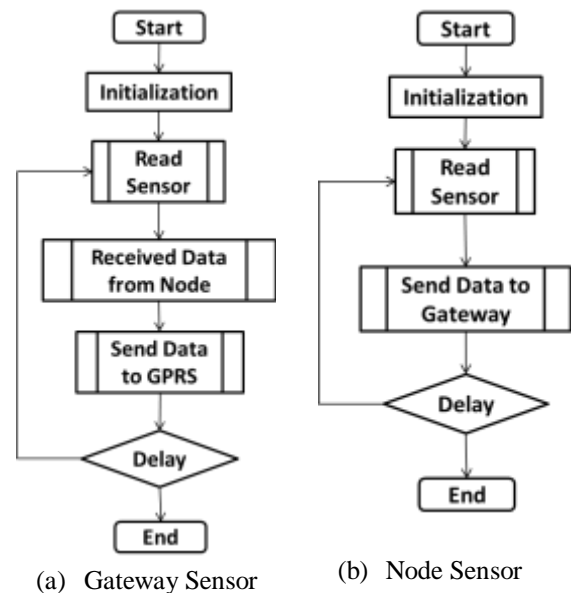 Start
Initialization
Read
Sensor
Received Data
from Node
Send Data
to GPRS
Delay
End
(a) Gateway Sensor
Start
Initialization
Read
Sensor
Send Data to
Gateway
Delay
End
(b) Node Sensor